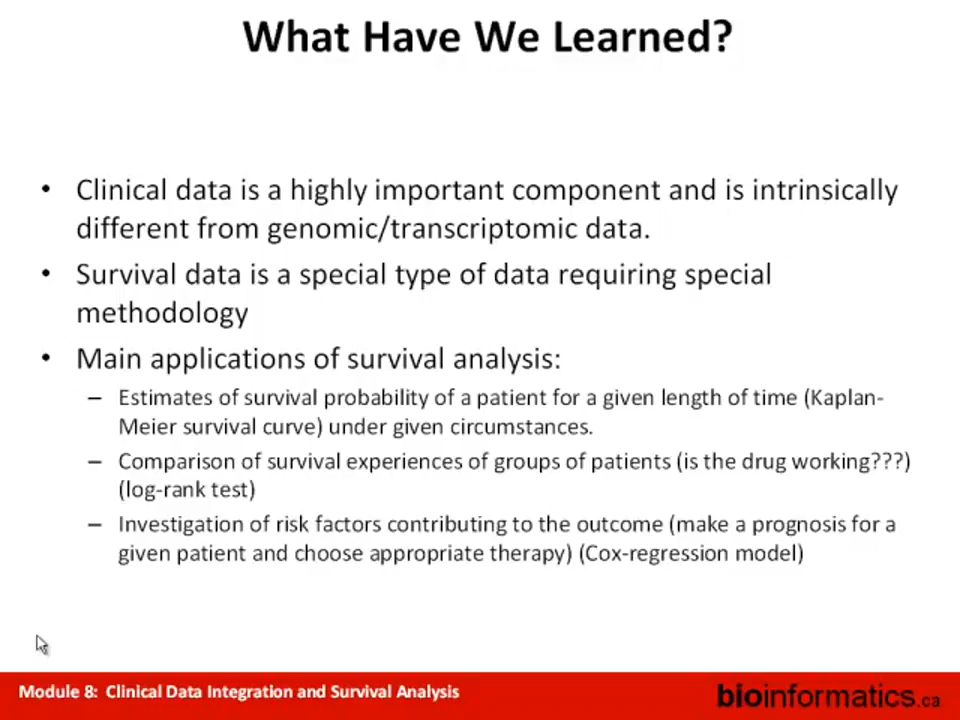 What Have We Learned?
• Clinical data is a highly important component and is intrinsically
different from genomic/transcriptomic data.
• Survival data is a special type of data requiring special
methodology
• Main applications of survival analysis:
– Estimates of survival probability of a patient for a given length of time (Kaplan-
Meier survival curve) under given circumstances.
– Comparison of survival experiences of groups of patients (is the drug working???)
(log-rank test)
– Investigation of risk factors contributing to the outcome (make a prognosis for a
given patient and choose appropriate therapy) (Cox-regression model)
Module 8: Clinical Data Integration and Survival Analysis
bioinformatics.ca